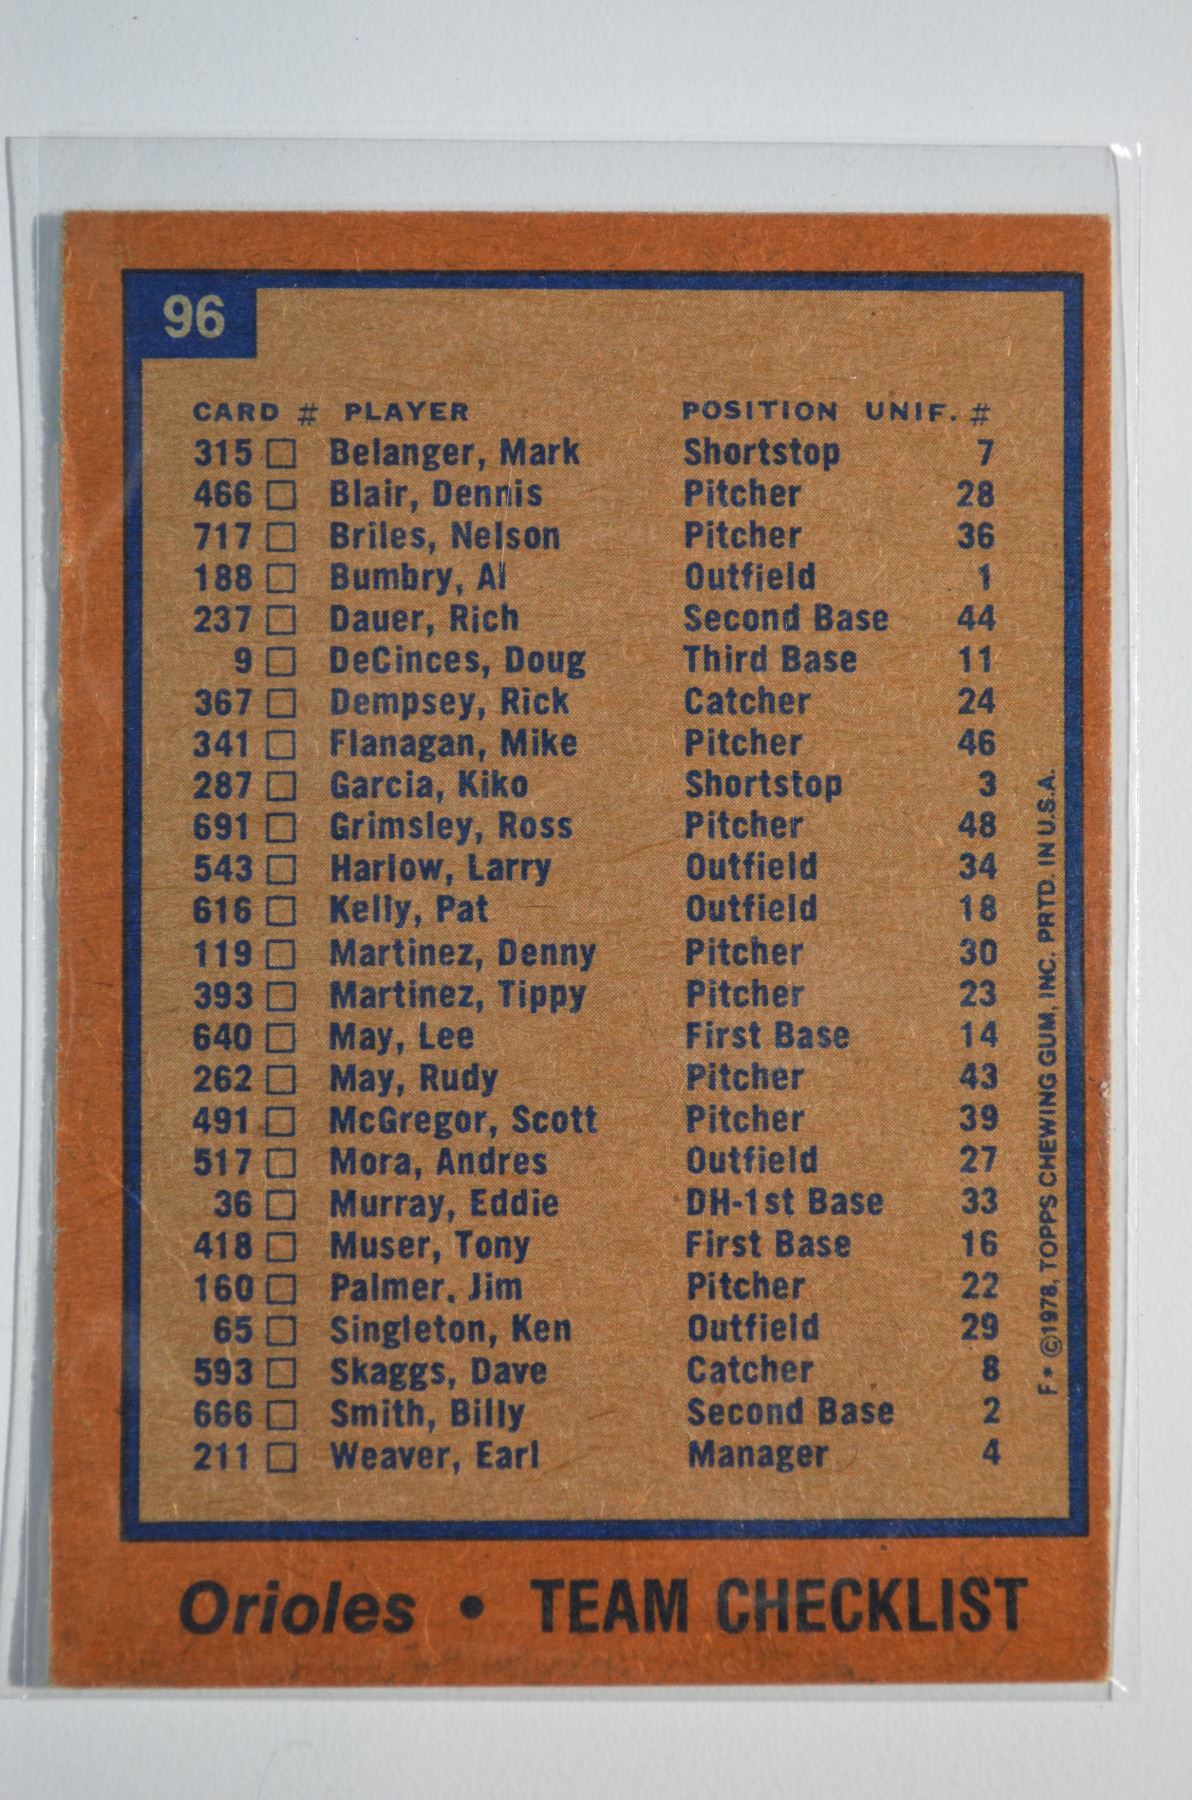 96
CARD # PLAYER POSITION UNIF. #
315 □ Belanger, Mark Shortstop 7
466 □ Blair, Dennis Pitcher 28
717 □ Briles, Nelson Pitcher 36
188 □ Bumbry, Al Outfield 1
237 □ Dauer, Rich Second Base 44
9 □ DeCinces, Doug Third Base 11
367 □ Dempsey, Rick Catcher 24
341 □ Flanagan, Mike Pitcher 46
287 □ Garcia, Kiko Shortstop 3
691 □ Grimsley, Ross Pitcher 48
543 □ Harlow, Larry Outfield 34
616 □ Kelly, Pat Outfield 18
119 □ Martinez, Denny Pitcher 30
393 □ Martinez, Tippy Pitcher 23
640 □ May, Lee First Base 14
262 □ May, Rudy Pitcher 43
491 □ McGregor, Scott Pitcher 39
517 □ Mora, Andres Outfield 27
36 □ Murray, Eddie DH-1st Base 33
418 □ Muser, Tony First Base 16
160 □ Palmer, Jim Pitcher 22
65 □ Singleton, Ken Outfield 29
593 □ Skaggs, Dave Catcher 8
666 □ Smith, Billy Second Base 2
211 □ Weaver, Earl Manager 4
F• ©1978, TOPPS CHEWING GUM, INC. PRTD. IN U.S.A.
Orioles • TEAM CHECKLIST